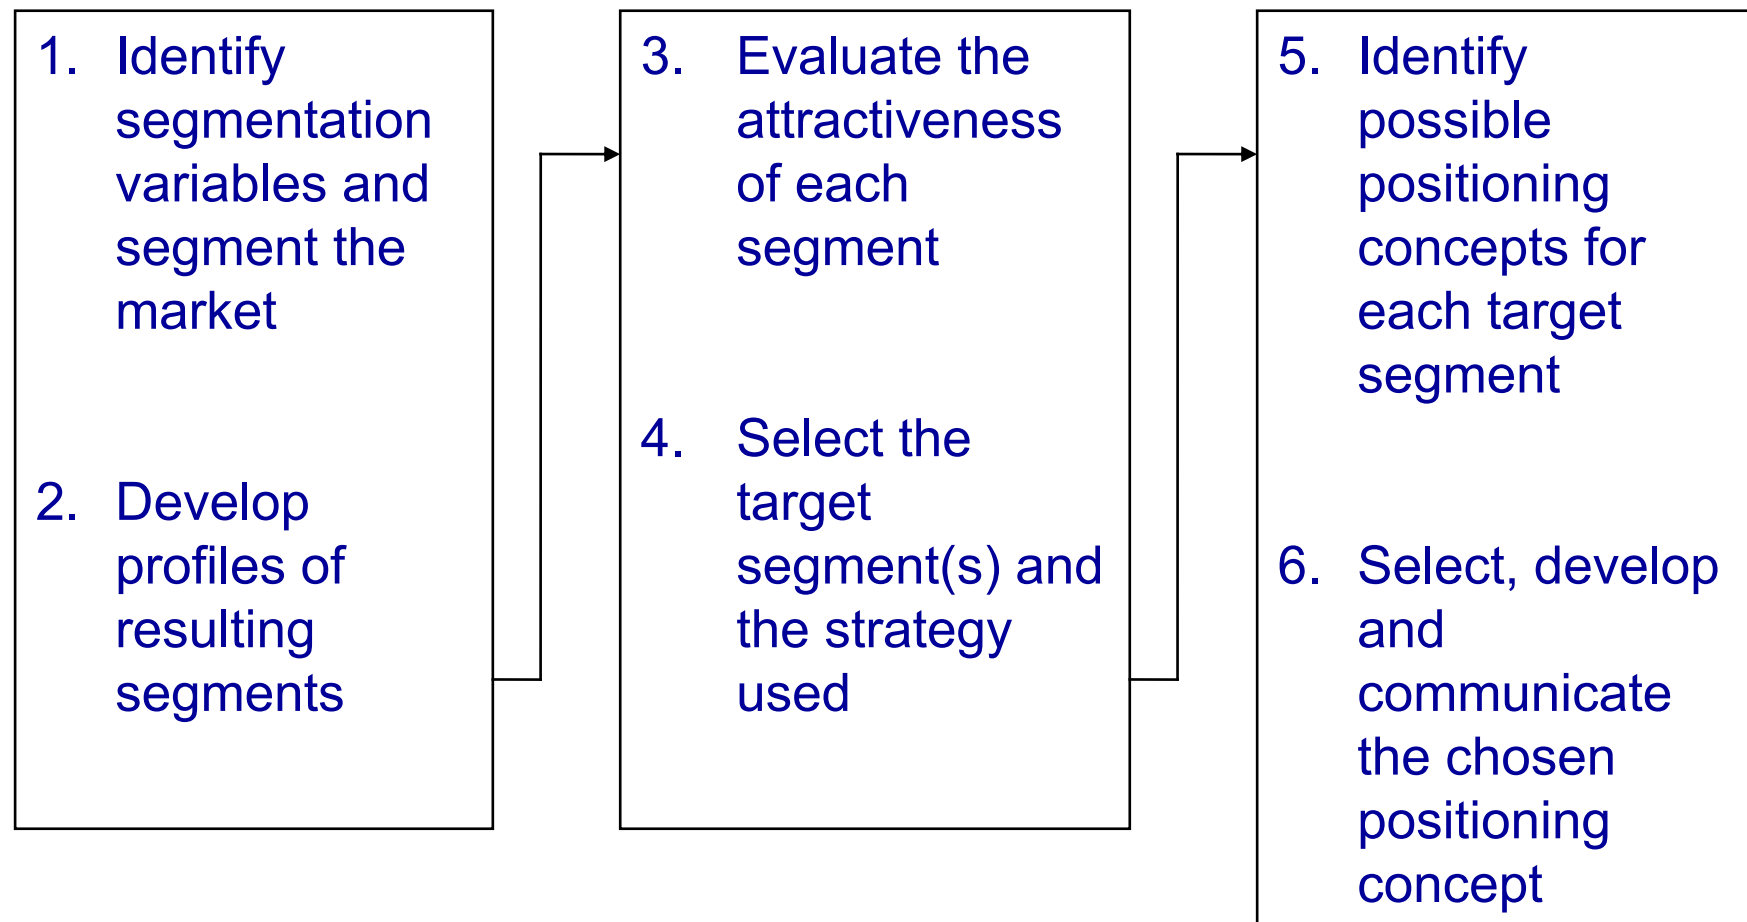 1. Identify
segmentation
variables and
segment the
market
2. Develop
profiles of
resulting
segments
3. Evaluate the
attractiveness
of each
segment
4. Select the
target
segment(s) and
the strategy
used
5. Identify
possible
positioning
concepts for
each target
segment
6. Select, develop
and
communicate
the chosen
positioning
concept